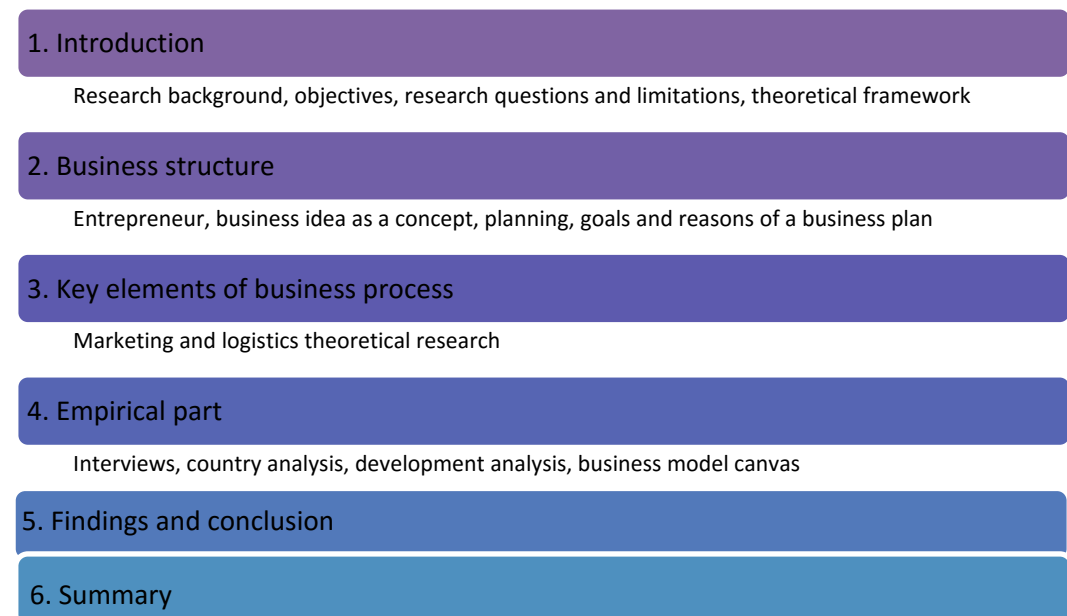 1. Introduction
Research background, objectives, research questions and limitations, theoretical framework
2. Business structure
Entrepreneur, business idea as a concept, planning, goals and reasons of a business plan
3. Key elements of business process
Marketing and logistics theoretical research
4. Empirical part
Interviews, country analysis, development analysis, business model canvas
5. Findings and conclusion
6. Summary